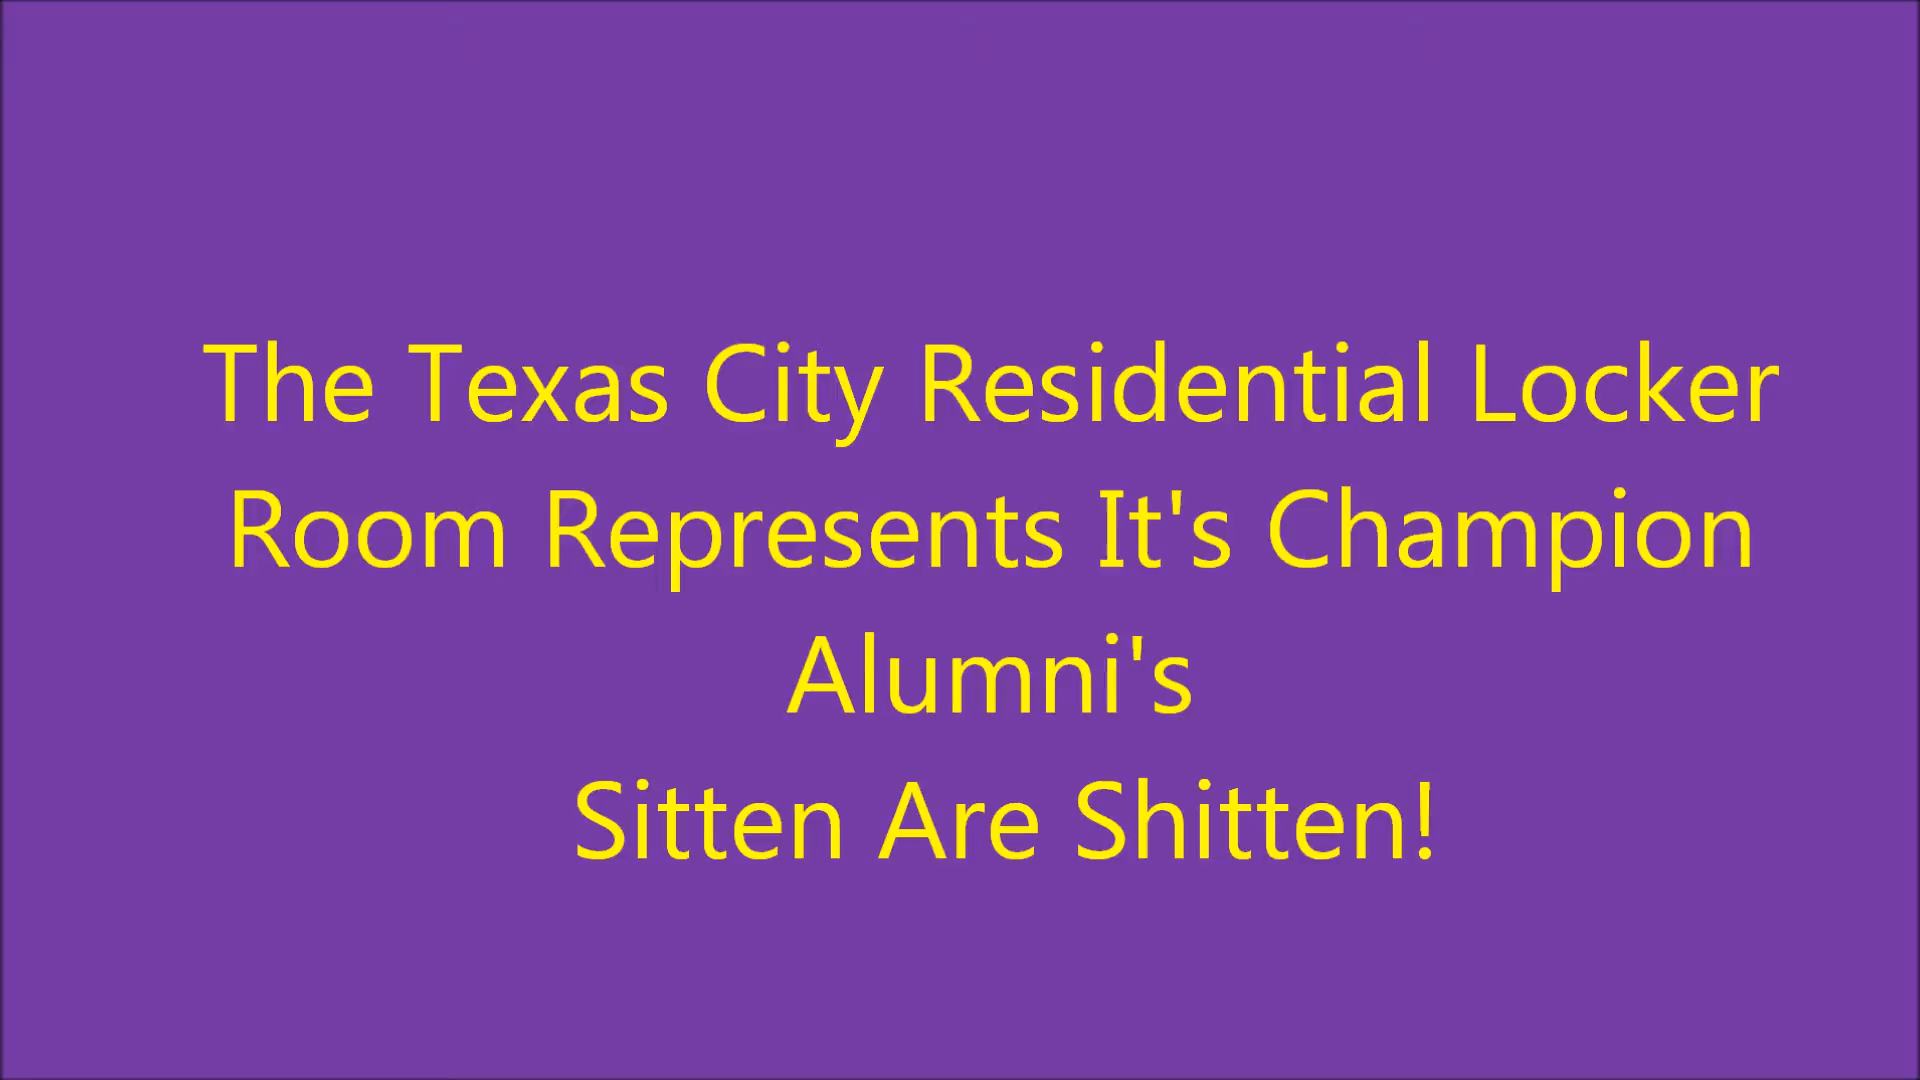 The Texas City Residential Locker
Room Represents It's Champion
Alumni's
Sitten Are Shitten!